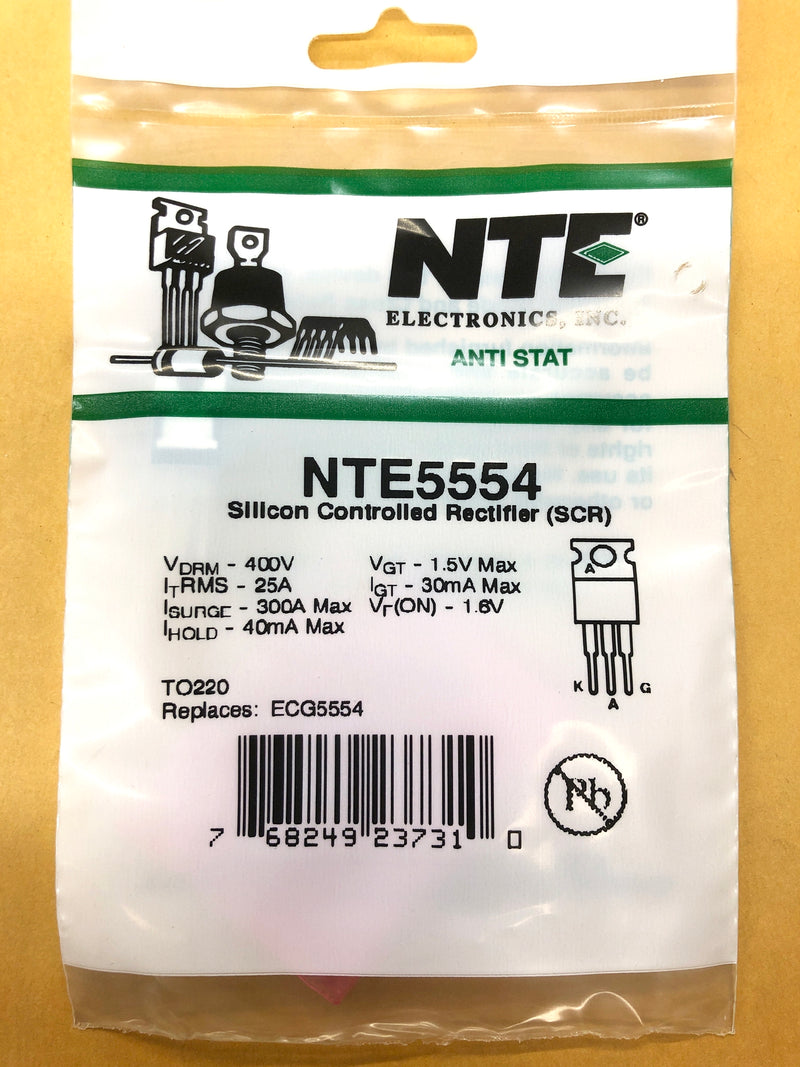 NTE®
ELECTRONICS, INC.
ANTI STAT
NTE5554
Silicon Controlled Rectifier (SCR)
VDRM - 400V
ITRMS - 25A
ISURGE - 300A Max
IHOLD - 40mA Max
VGT - 1.5V Max
IGT - 30mA Max
VT(ON) - 1.6V
A
K
A
G
TO220
Replaces: ECG5554
Pb
7 68249 23731 0